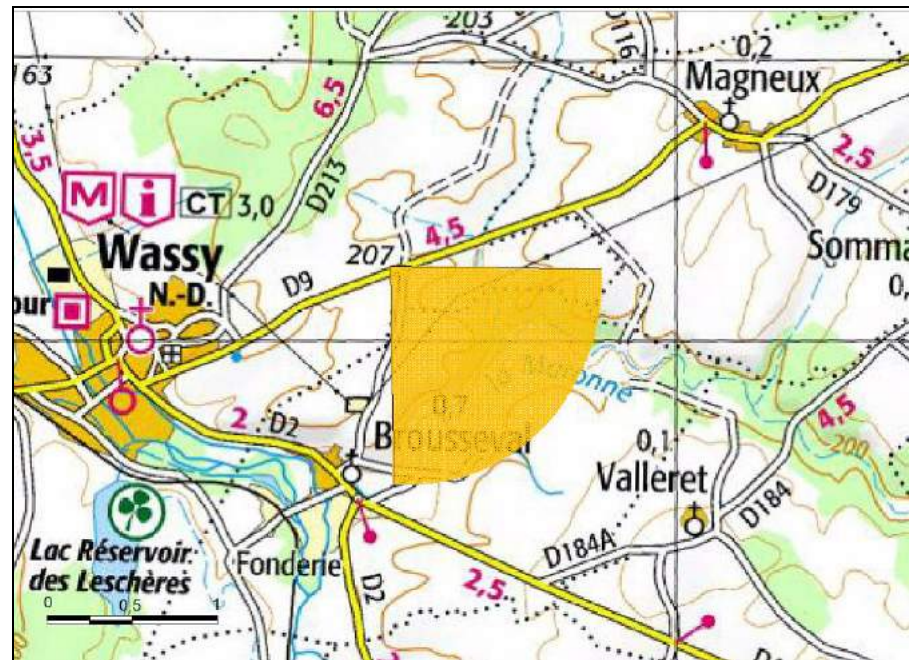 203
D116
0,2
163
Magneux
6,5
3,5
2,5
M i CT 3,0
D213
D179
4,5
Wassy
207
Somma
N.-D.
D9
0,
our
la Maronne
2
D2
0,7
4,5
Brousseval
0,1
200
Valleret
D184
Lac Réservoir
des Leschères
Fonderie
D184A
D2
2,5
0 0,5 1